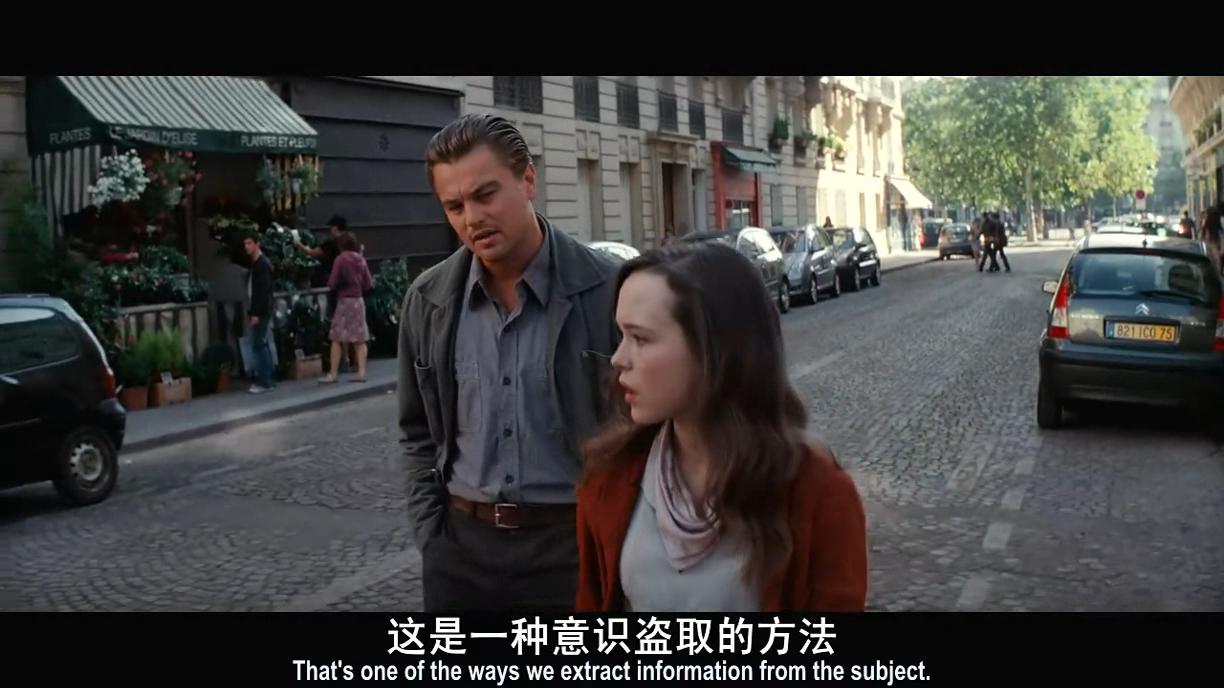 PLANTES
LE JARDIN D'ELISE
PLANTES ET FLEURS
821 ICQ 75
这是一种意识盗取的方法
That's one of the ways we extract information from the subject.